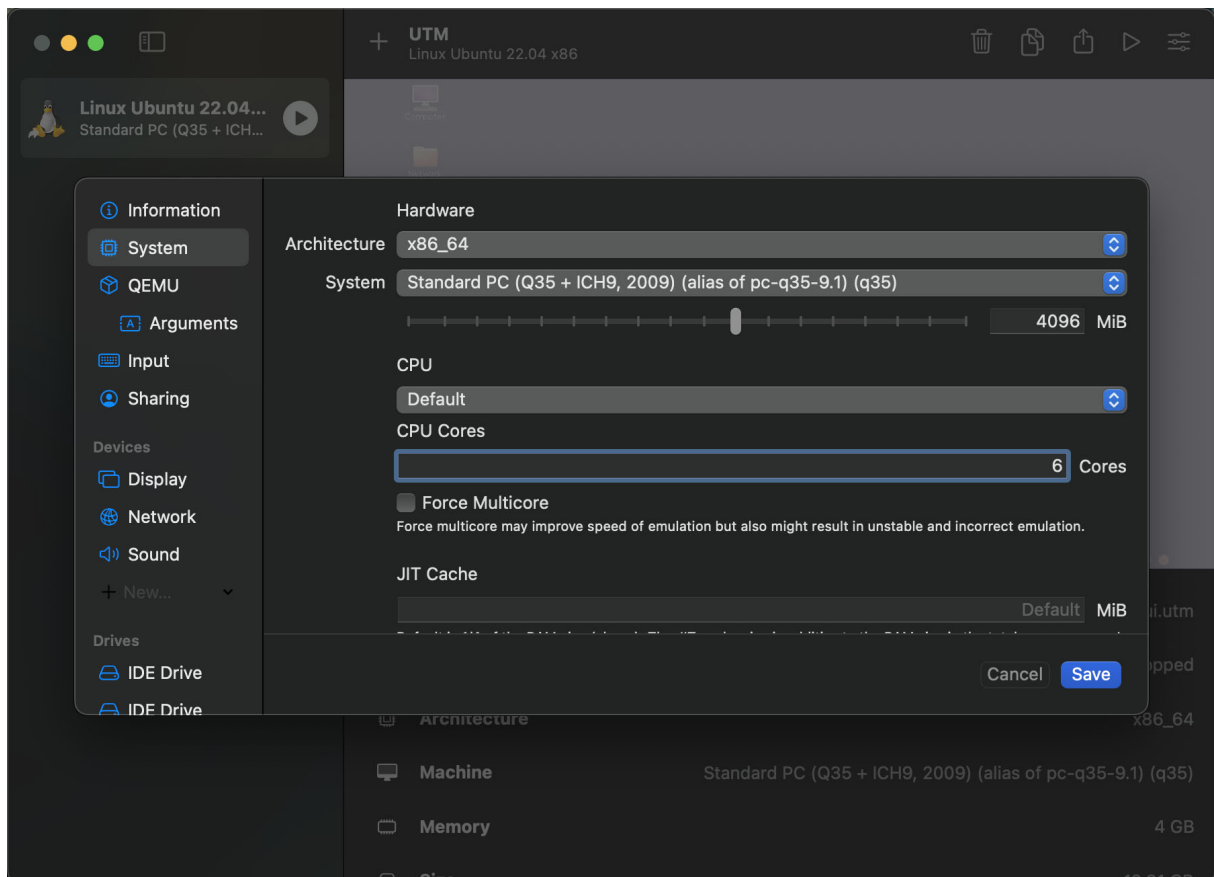 UTM
Linux Ubuntu 22.04 x86
Linux Ubuntu 22.04...
Standard PC (Q35 + ICH...
Computer
Information
System
QEMU
Arguments
Input
Sharing
Devices
Display
Network
Sound
New...
Drives
IDE Drive
IDE Drive
Hardware
Architecture x86_64
System Standard PC (Q35 + ICH9, 2009) (alias of pc-q35-9.1) (q35)
4096 MiB
CPU
Default
CPU Cores
6 Cores
Force Multicore
Force multicore may improve speed of emulation but also might result in unstable and incorrect emulation.
JIT Cache
Default MiB
Cancel Save
ui.utm
opped
Architecture x86_64
Machine Standard PC (Q35 + ICH9, 2009) (alias of pc-q35-9.1) (q35)
Memory 4 GB